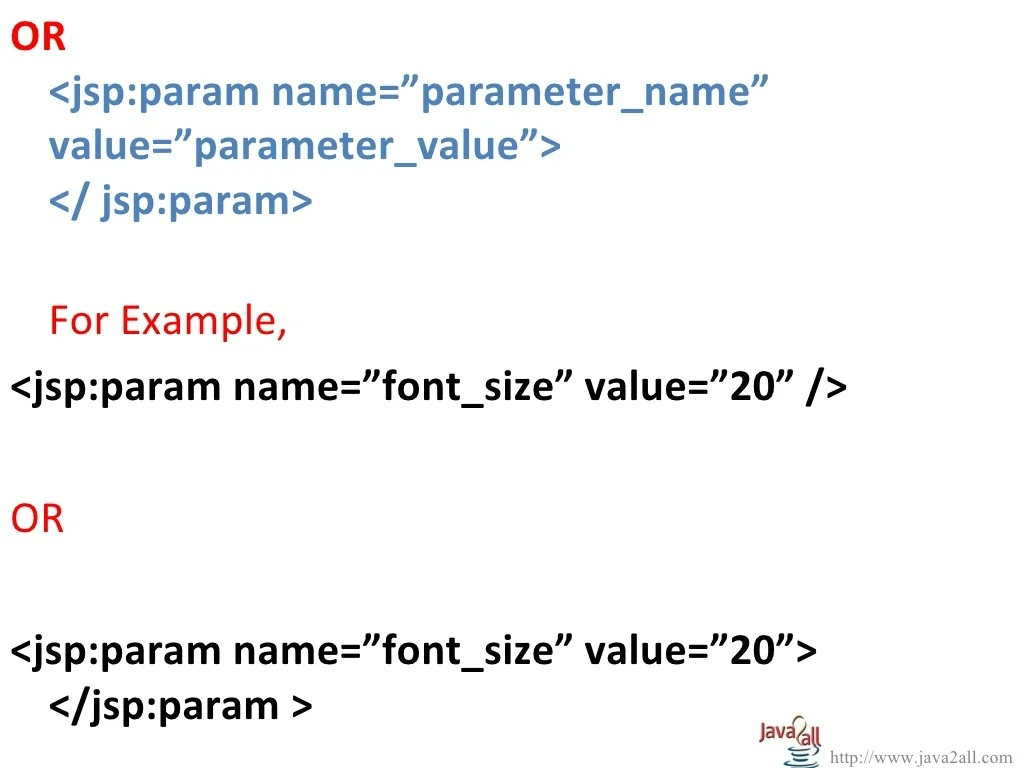 OR
<jsp:param name=”parameter_name”
value=”parameter_value”>
</ jsp:param>
For Example,
<jsp:param name=”font_size” value=”20” />
OR
<jsp:param name=”font_size” value=”20”>
</jsp:param >
Java2all
http://www.java2all.com